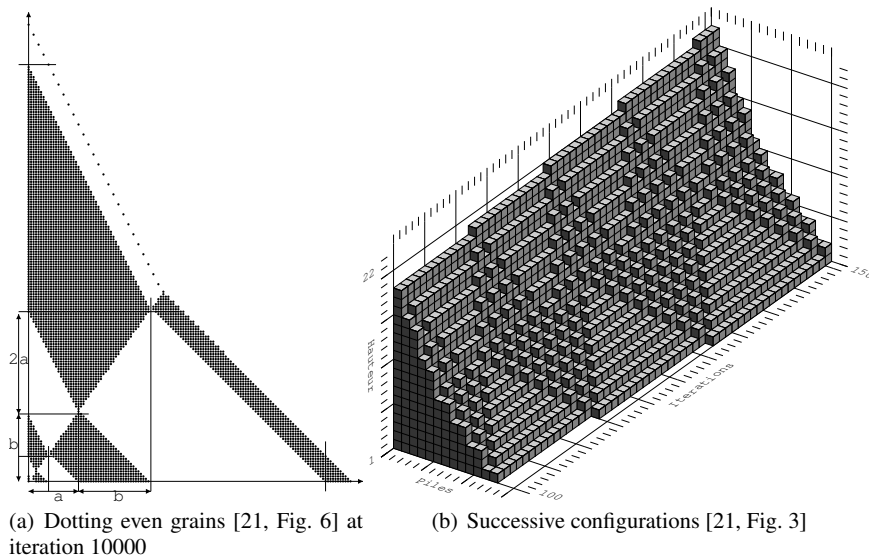 2a
b
a
b
22
Hauteur
1
Piles
100
Iterations
150
(a) Dotting even grains [21, Fig. 6] at
iteration 10000
(b) Successive configurations [21, Fig. 3]